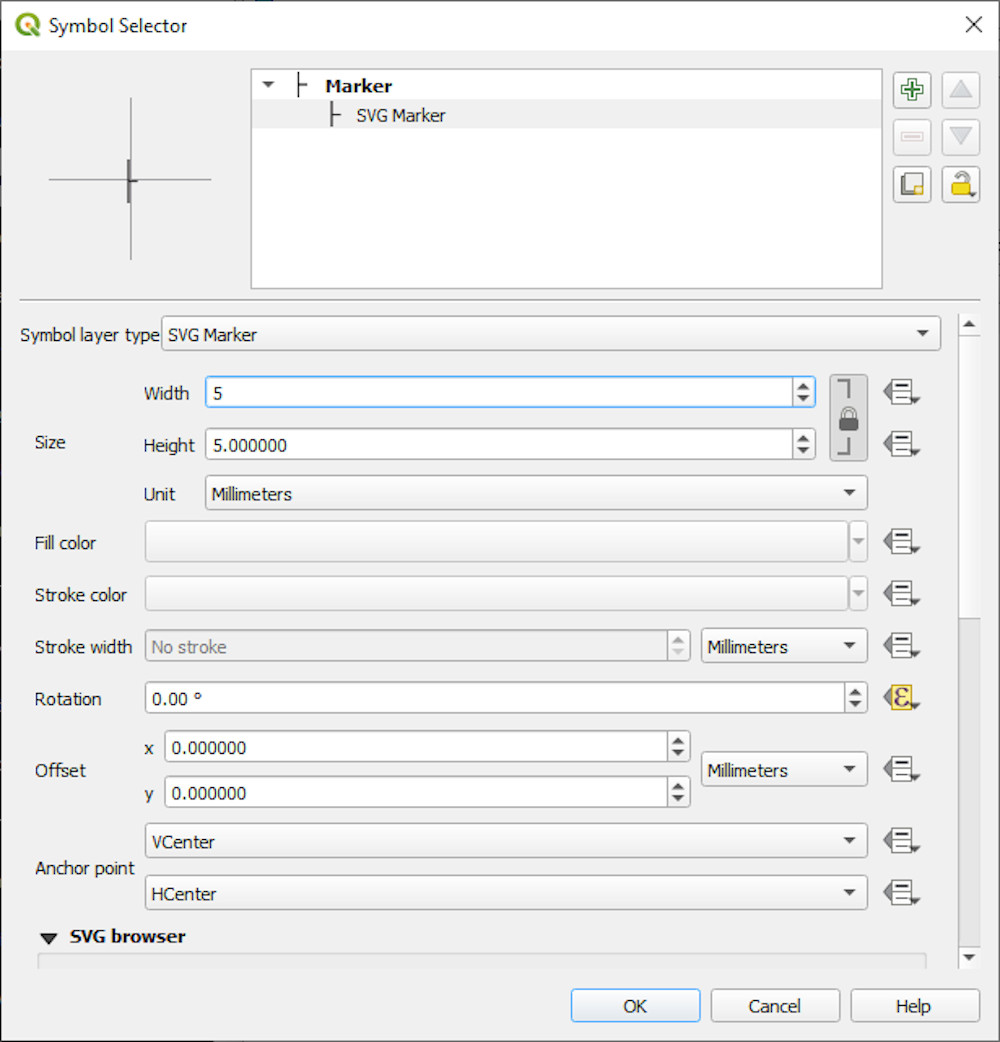 Symbol Selector
Marker
SVG Marker
Symbol layer type SVG Marker
Width 5
Size
Height 5.000000
Unit Millimeters
Fill color
Stroke color
Stroke width No stroke Millimeters
Rotation 0.00 °
x 0.000000
Offset Millimeters
y 0.000000
VCenter
Anchor point
HCenter
SVG browser
OK Cancel Help